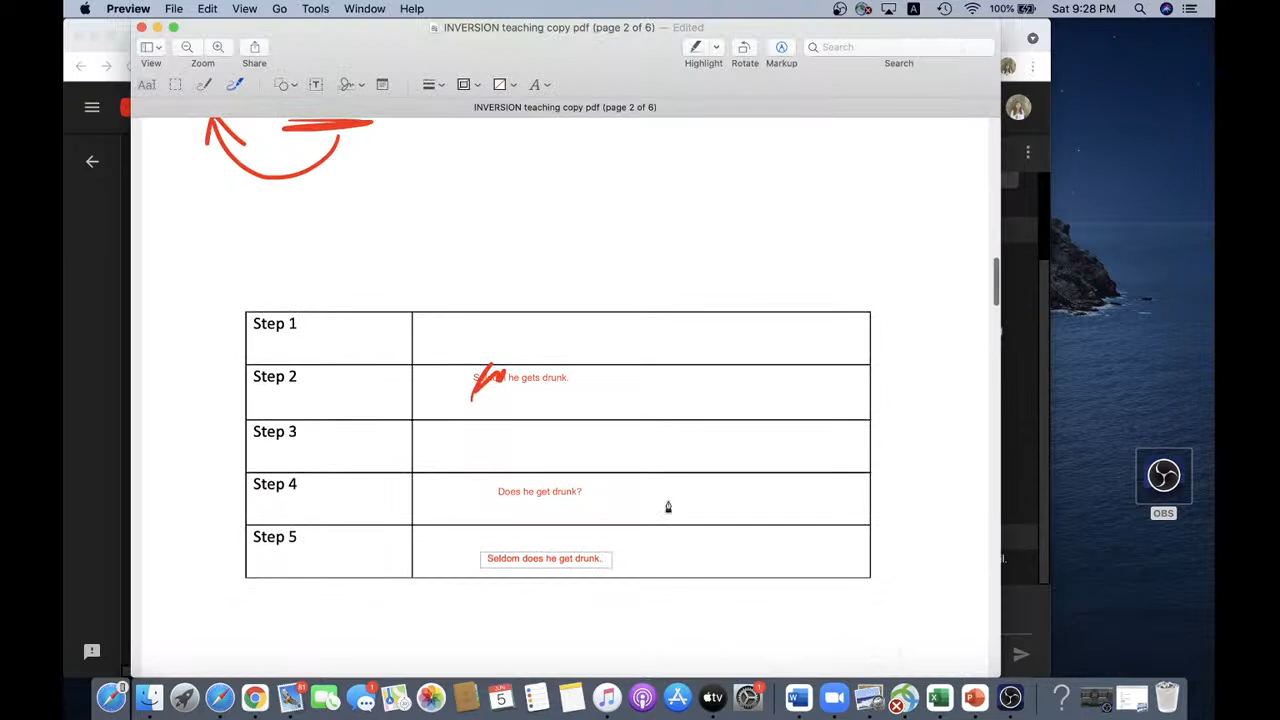 Preview File Edit View Go Tools Window Help 100% Sat 9:28 PM
INVERSION teaching copy pdf (page 2 of 6) — Edited
Search
View Zoom Share Highlight Rotate Markup Search
AaI T A
INVERSION teaching copy pdf (page 2 of 6)
Step 1
Step 2 he gets drunk.
Step 3
Step 4 Does he get drunk?
Step 5 Seldom does he get drunk.
OBS